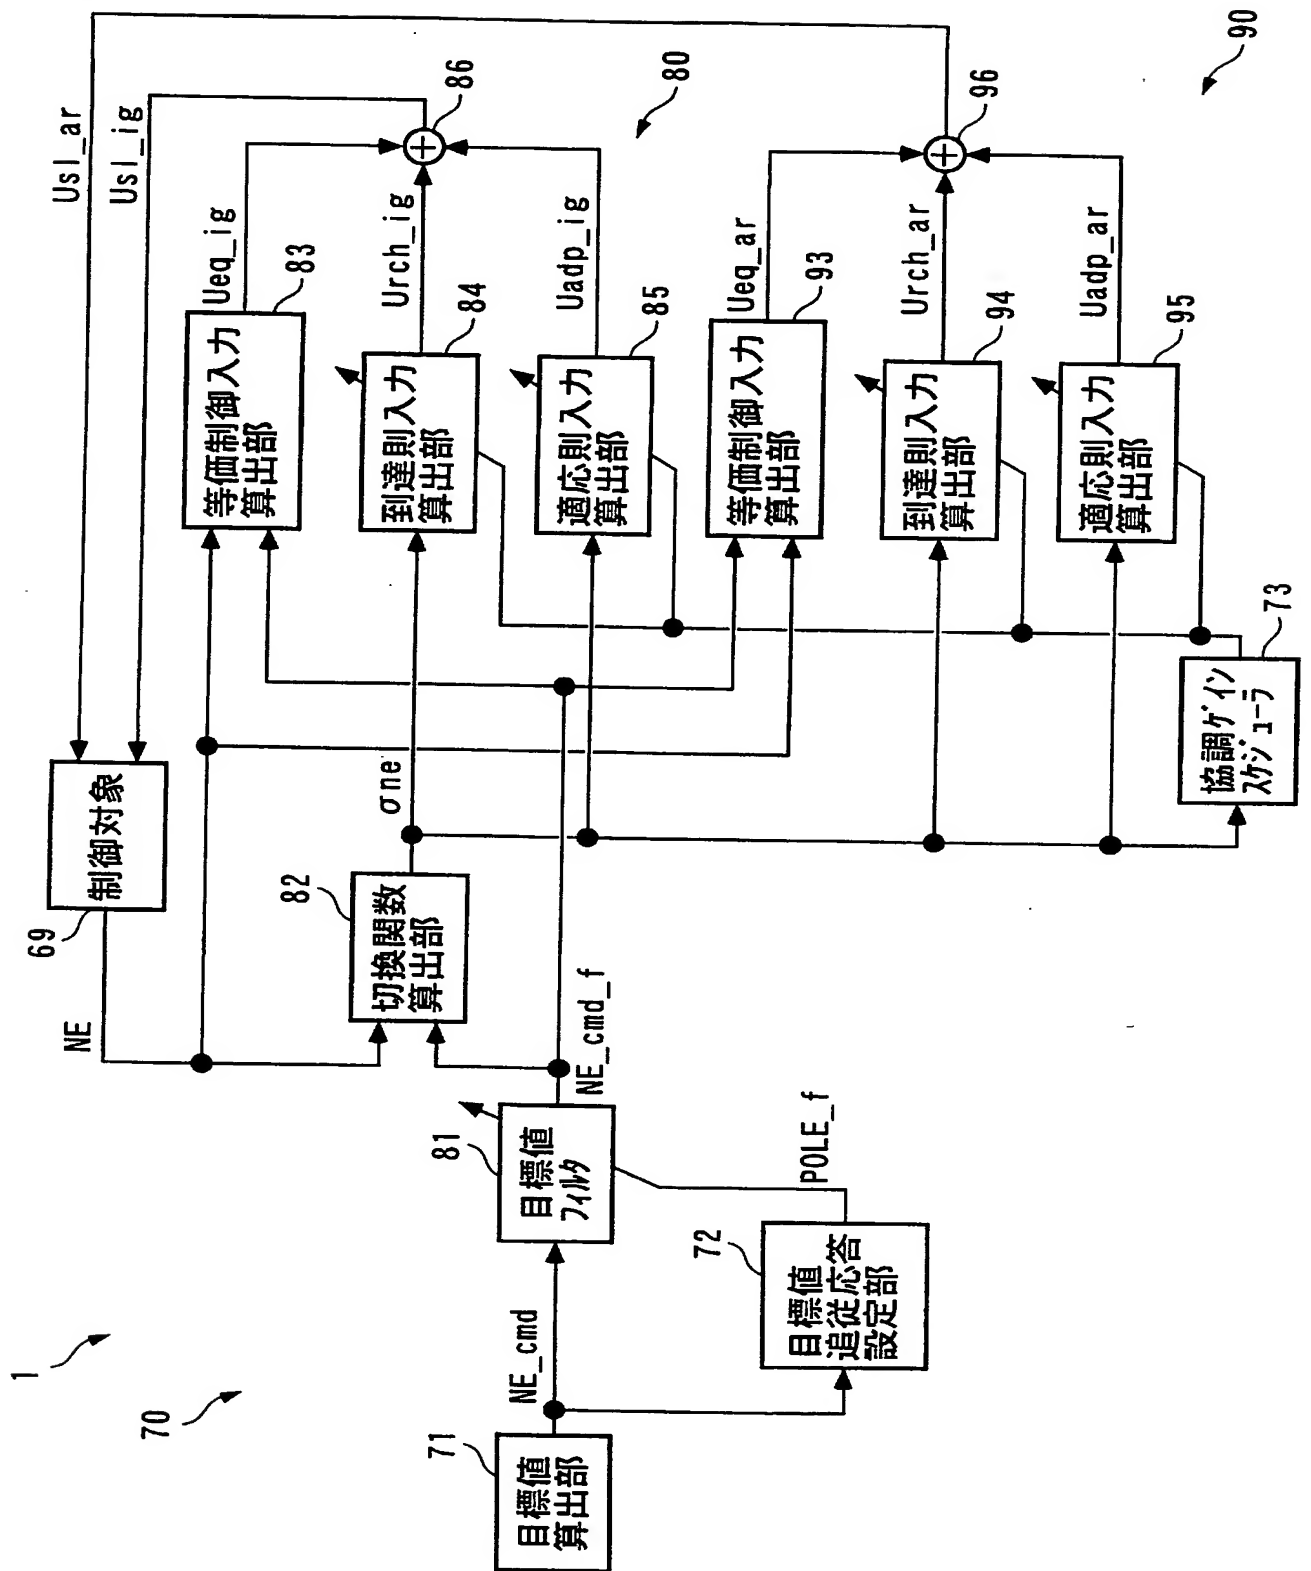 1
70
71
目標値
算出部
NE_cmd
72
目標値
追従応答
設定部
POLE_f
81
目標値
フィルタ
NE_cmd_f
69
制御対象
NE
82
切換関数
算出部
σne
Usl_ar
Usl_ig
80
等価制御入力
算出部
83
Ueq_ig
到達則入力
算出部
84
Urch_ig
適応則入力
算出部
85
Uadp_ig
86
+
90
等価制御入力
算出部
93
Ueq_ar
到達則入力
算出部
94
Urch_ar
適応則入力
算出部
95
Uadp_ar
96
+
協調ゲイン
スケジューラ
73